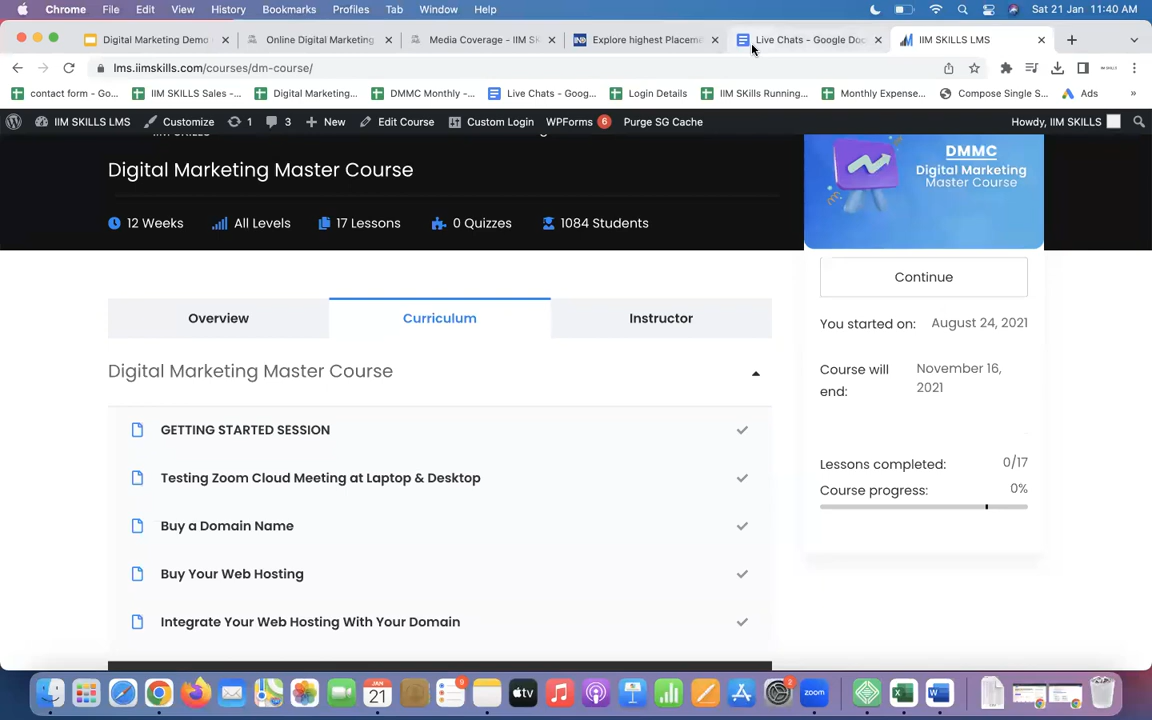 Chrome File Edit View History Bookmarks Profiles Tab Window Help Sat 21 Jan 11:40 AM
Digital Marketing Demo Online Digital Marketing Media Coverage - IIM SK Explore highest Placem Live Chats - Google Doc IIM SKILLS LMS
lms.iimskills.com/courses/dm-course/
contact form - Go... IIM SKILLS Sales -... Digital Marketing... DMMC Monthly -... Live Chats - Goog... Login Details IIM SKills Running... Monthly Expense... Compose Single S... Ads »
IIM SKILLS LMS Customize 1 3 New Edit Course Custom Login WPForms 6 Purge SG Cache Howdy, IIM SKILLS
Digital Marketing Master Course
DMMC
Digital Marketing
Master Course
12 Weeks All Levels 17 Lessons 0 Quizzes 1084 Students
Continue
Overview Curriculum Instructor
You started on: August 24, 2021
Course will end: November 16, 2021
Digital Marketing Master Course
GETTING STARTED SESSION
Testing Zoom Cloud Meeting at Laptop & Desktop
Lessons completed: 0/17
Course progress: 0%
Buy a Domain Name
Buy Your Web Hosting
Integrate Your Web Hosting With Your Domain
JAN
21
9
tv
zoom
2